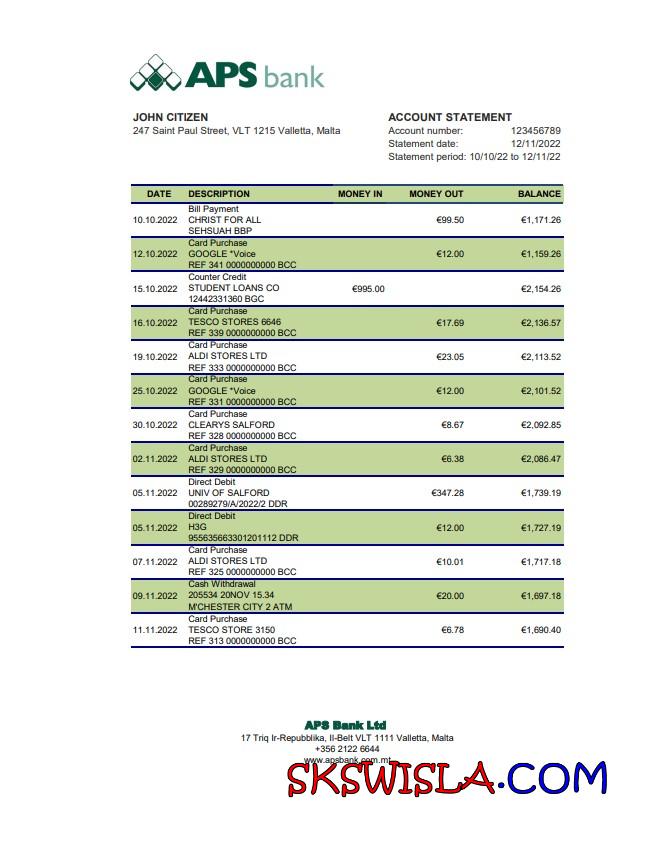 APS bank
JOHN CITIZEN
247 Saint Paul Street, VLT 1215 Valletta, Malta
ACCOUNT STATEMENT
Account number: 123456789
Statement date: 12/11/2022
Statement period: 10/10/22 to 12/11/22
DATE DESCRIPTION MONEY IN MONEY OUT BALANCE
Bill Payment
10.10.2022 CHRIST FOR ALL €99.50 €1,171.26
SEHSUAH BBP
Card Purchase
12.10.2022 GOOGLE *Voice €12.00 €1,159.26
REF 341 0000000000 BCC
Counter Credit
15.10.2022 STUDENT LOANS CO €995.00 €2,154.26
12442331360 BGC
Card Purchase
16.10.2022 TESCO STORES 6646 €17.69 €2,136.57
REF 339 0000000000 BCC
Card Purchase
19.10.2022 ALDI STORES LTD €23.05 €2,113.52
REF 333 0000000000 BCC
Card Purchase
25.10.2022 GOOGLE *Voice €12.00 €2,101.52
REF 331 0000000000 BCC
Card Purchase
30.10.2022 CLEARYS SALFORD €8.67 €2,092.85
REF 328 0000000000 BCC
Card Purchase
02.11.2022 ALDI STORES LTD €6.38 €2,086.47
REF 329 0000000000 BCC
Direct Debit
05.11.2022 UNIV OF SALFORD €347.28 €1,739.19
00289279/A/2022/2 DDR
Direct Debit
05.11.2022 H3G €12.00 €1,727.19
955635663301201112 DDR
Card Purchase
07.11.2022 ALDI STORES LTD €10.01 €1,717.18
REF 325 0000000000 BCC
Cash Withdrawal
09.11.2022 205534 20NOV 15.34 €20.00 €1,697.18
M'CHESTER CITY 2 ATM
Card Purchase
11.11.2022 TESCO STORE 3150 €6.78 €1,690.40
REF 313 0000000000 BCC
APS Bank Ltd
17 Triq Ir-Repubblika, Il-Belt VLT 1111 Valletta, Malta
+356 2122 6644
www.apsbank.com.mt
SKSWISLA.COM